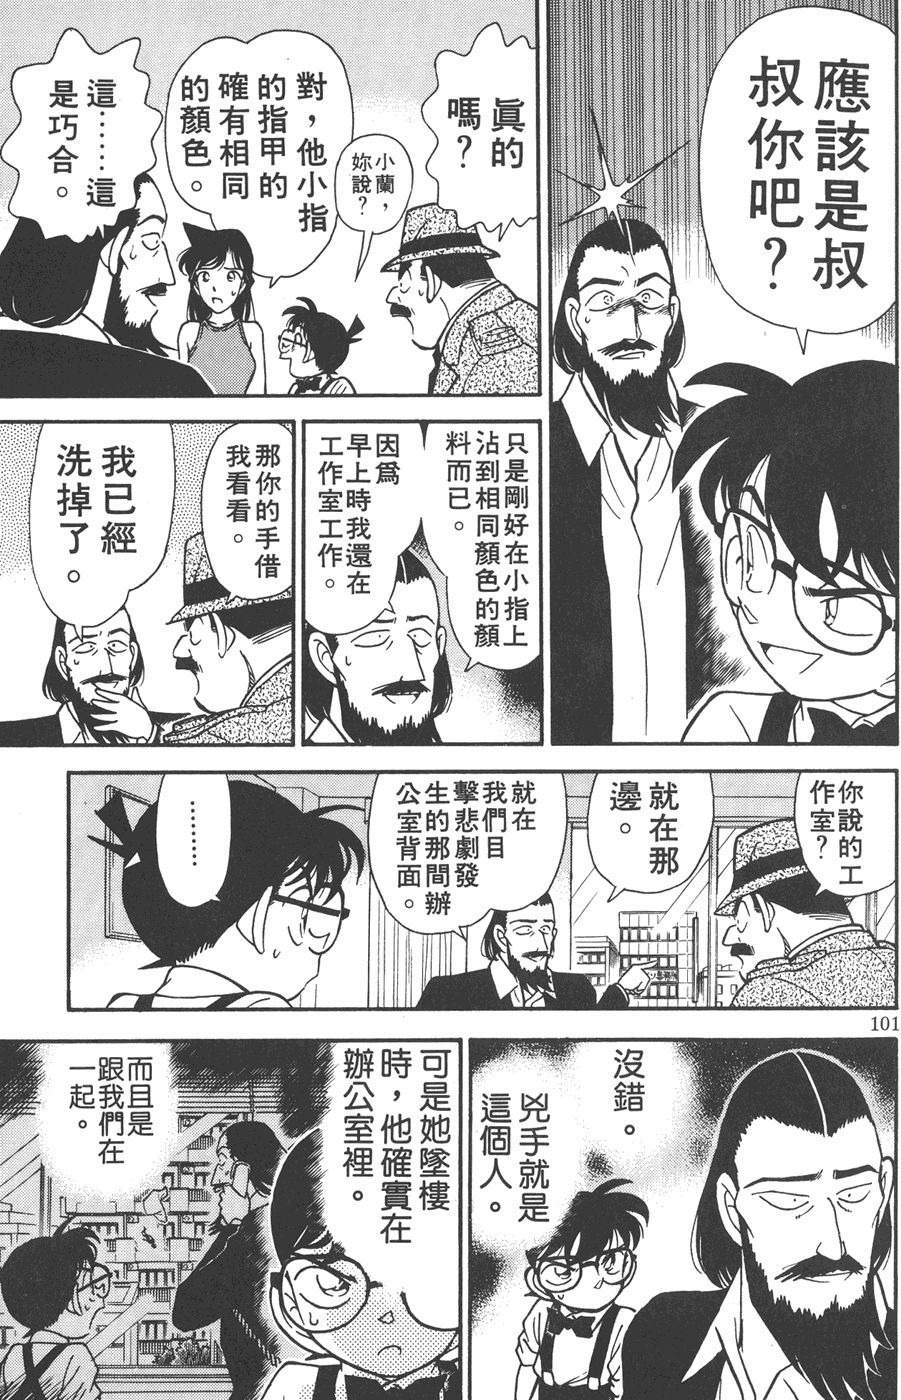 應該是叔
叔你吧?
眞的
嗎?
小蘭,
妳說?
對,他小指
的指甲的
確有相同
的顏色。
這……這
是巧合。
只是剛好在小指上
沾到相同顏色的顏
料而已。
因爲
早上時我還在
工作室工作。
那你的手借
我看看。
我已經
洗掉了。
你說的工
作室?
就在那
邊。
就在
我們目
擊悲劇發
生的那間辦
公室背面。
……
101
沒錯。
兇手就是
這個人。
可是她墜樓
時,他確實在
辦公室裡。
而且是
跟我們在
一起。